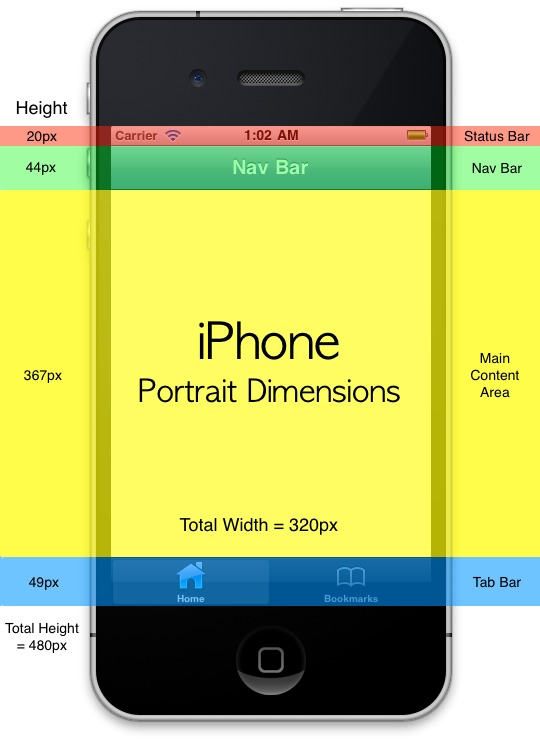 Height
20px
Carrier
1:02 AM
Status Bar
44px
Nav Bar
Nav Bar
iPhone
Portrait Dimensions
367px
Main
Content
Area
Total Width = 320px
49px
Home
Bookmarks
Tab Bar
Total Height
= 480px